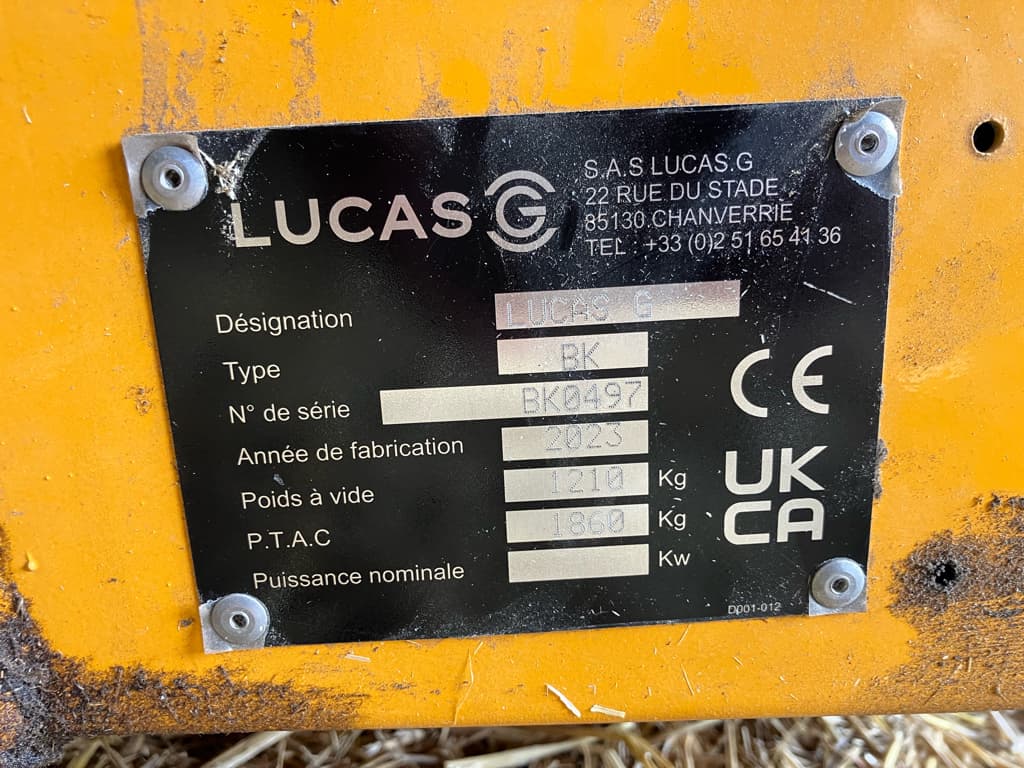 LUCAS G
S.A.S LUCAS.G
22 RUE DU STADE
85130 CHANVERRIE
TEL : +33 (0)2 51 65 41 36
Désignation LUCAS G
Type BK
N° de série BK0497
Année de fabrication 2023
Poids à vide 1210 Kg
P.T.A.C 1860 Kg
Puissance nominale Kw
CE
UK
CA
D001-012